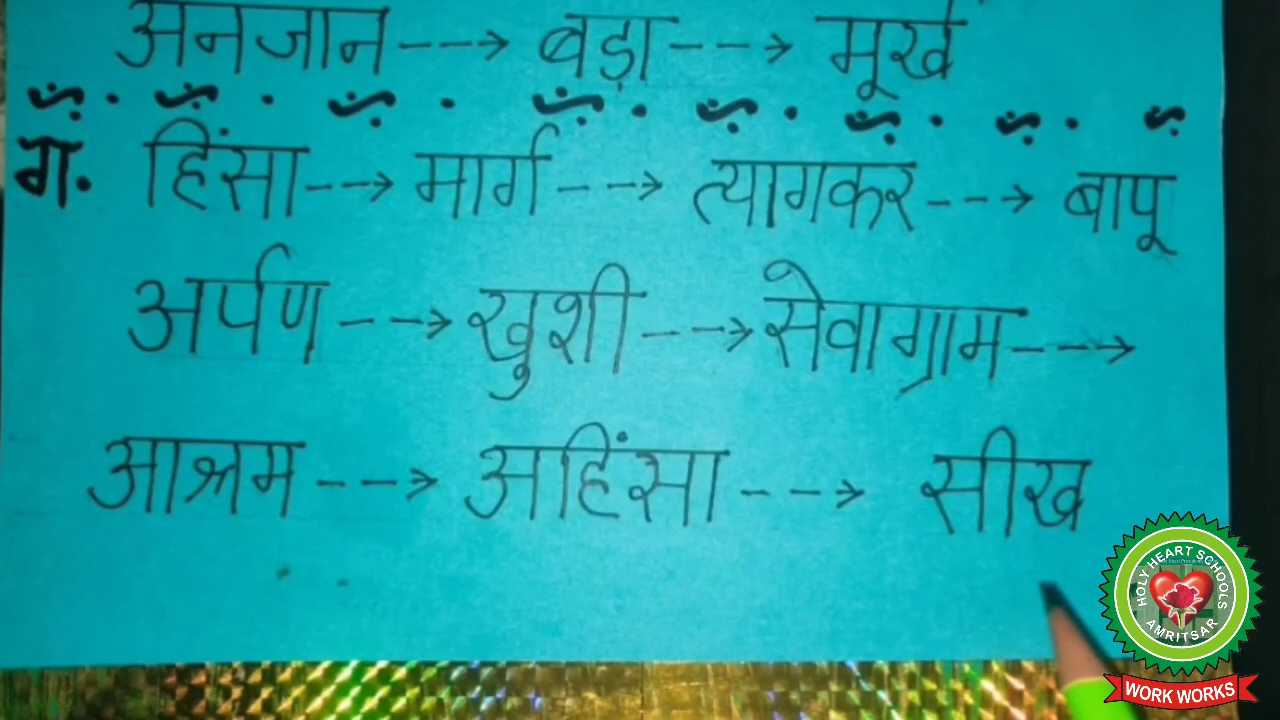 अनजान ---> बड़ा ---> मूर्ख
ग. हिंसा ---> मार्ग ---> त्यागकर ---> बापू
अर्पण ---> खुशी ---> सेवाग्राम --->
आश्रम ---> अहिंसा ---> सीख
HOLY HEART SCHOOLS
AMRITSAR
WORK WORKS